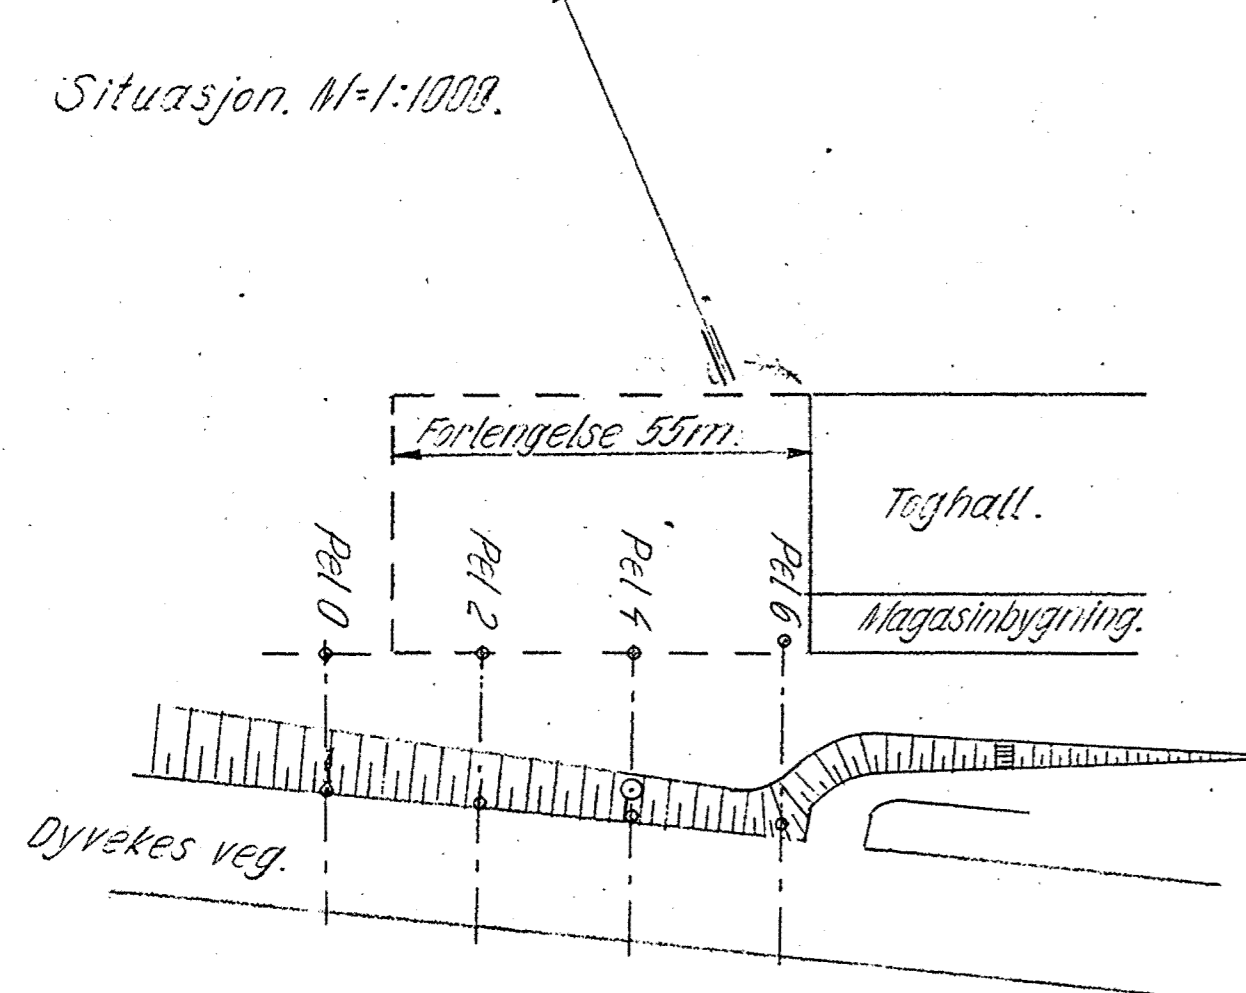 Situasjon. M=1:1000.
Forlengelse 55m.
Toghall.
Pel 0
Pel 2
Pel 4
Pel 6
Magasinbygning.
Dyvekes veg.